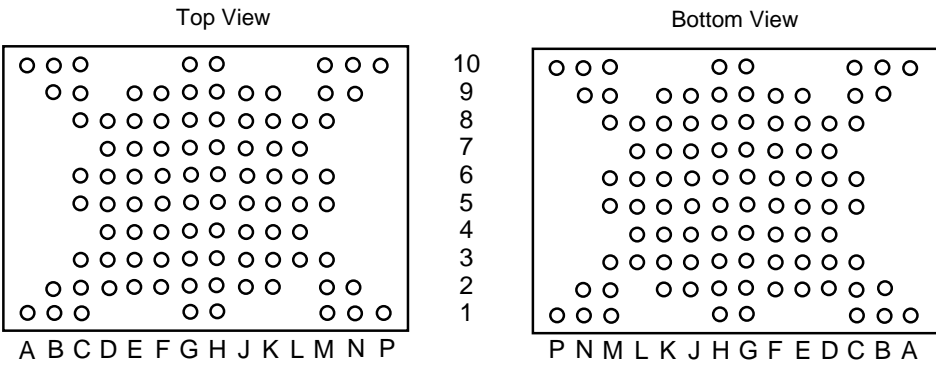 Top View
Bottom View
10
9
8
7
6
5
4
3
2
1
A B C D E F G H J K L M N P
P N M L K J H G F E D C B A